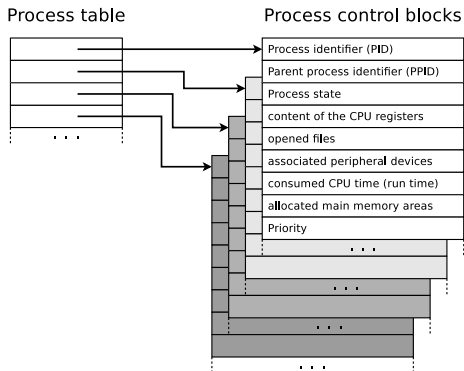 Process table
Process control blocks
Process identifier (PID)
Parent process identifier (PPID)
Process state
content of the CPU registers
opened files
associated peripheral devices
consumed CPU time (run time)
allocated main memory areas
Priority
. . .
. . .
. . .
. . .
. . .